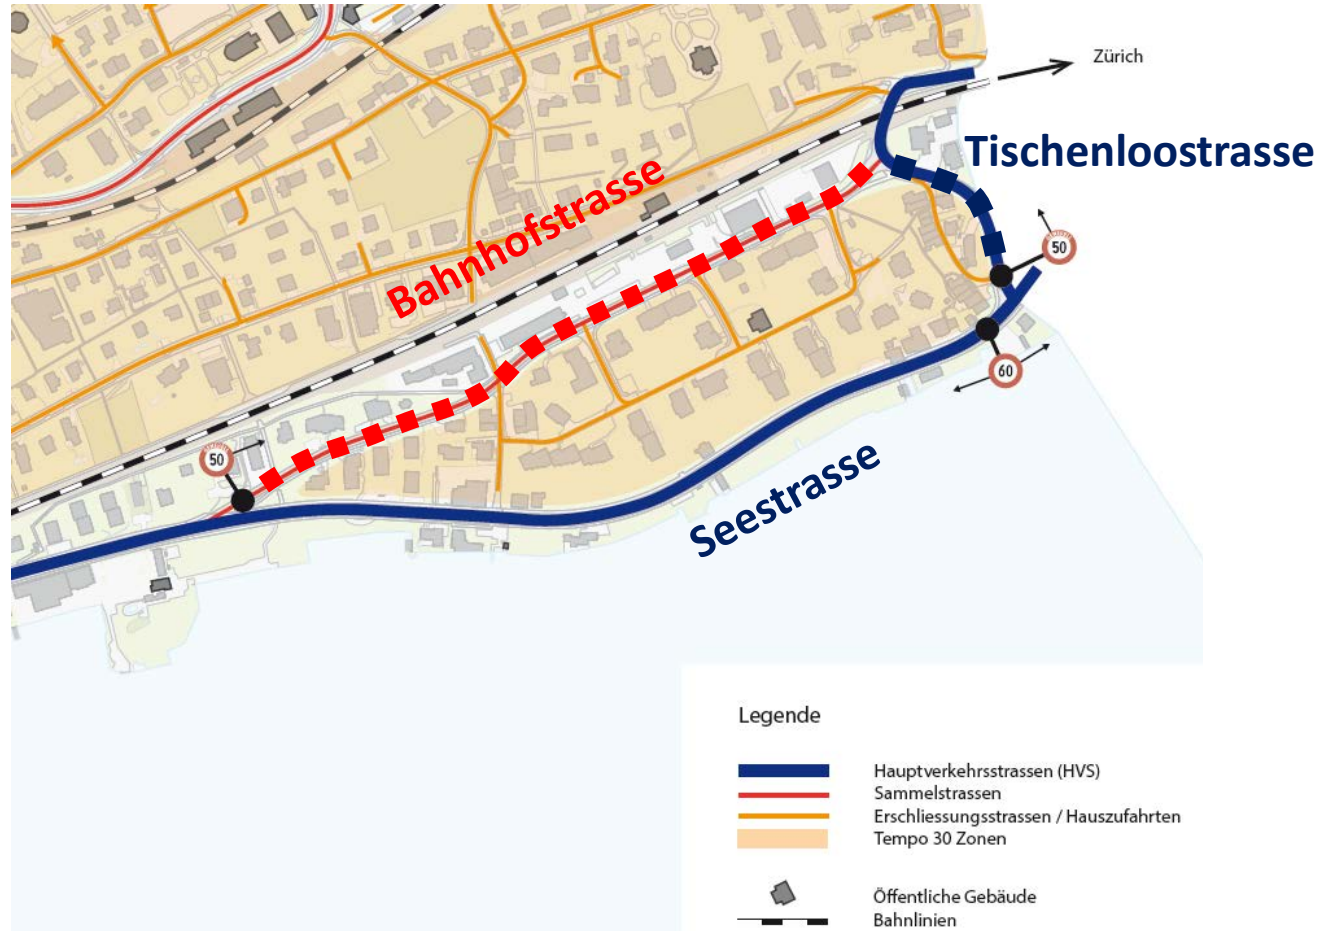 Zürich
Tischenloostrasse
Bahnhofstrasse
50
60
50
Seestrasse
Legende
Hauptverkehrsstrassen (HVS)
Sammelstrassen
Erschliessungsstrassen / Hauszufahrten
Tempo 30 Zonen
Öffentliche Gebäude
Bahnlinien